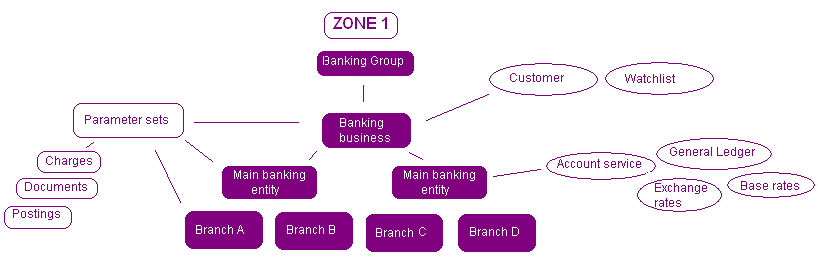 ZONE 1
Banking Group
Customer
Watchlist
Parameter sets
Banking
business
Charges
Main banking
entity
Main banking
entity
Account service
General Ledger
Documents
Exchange
rates
Base rates
Postings
Branch A
Branch B
Branch C
Branch D